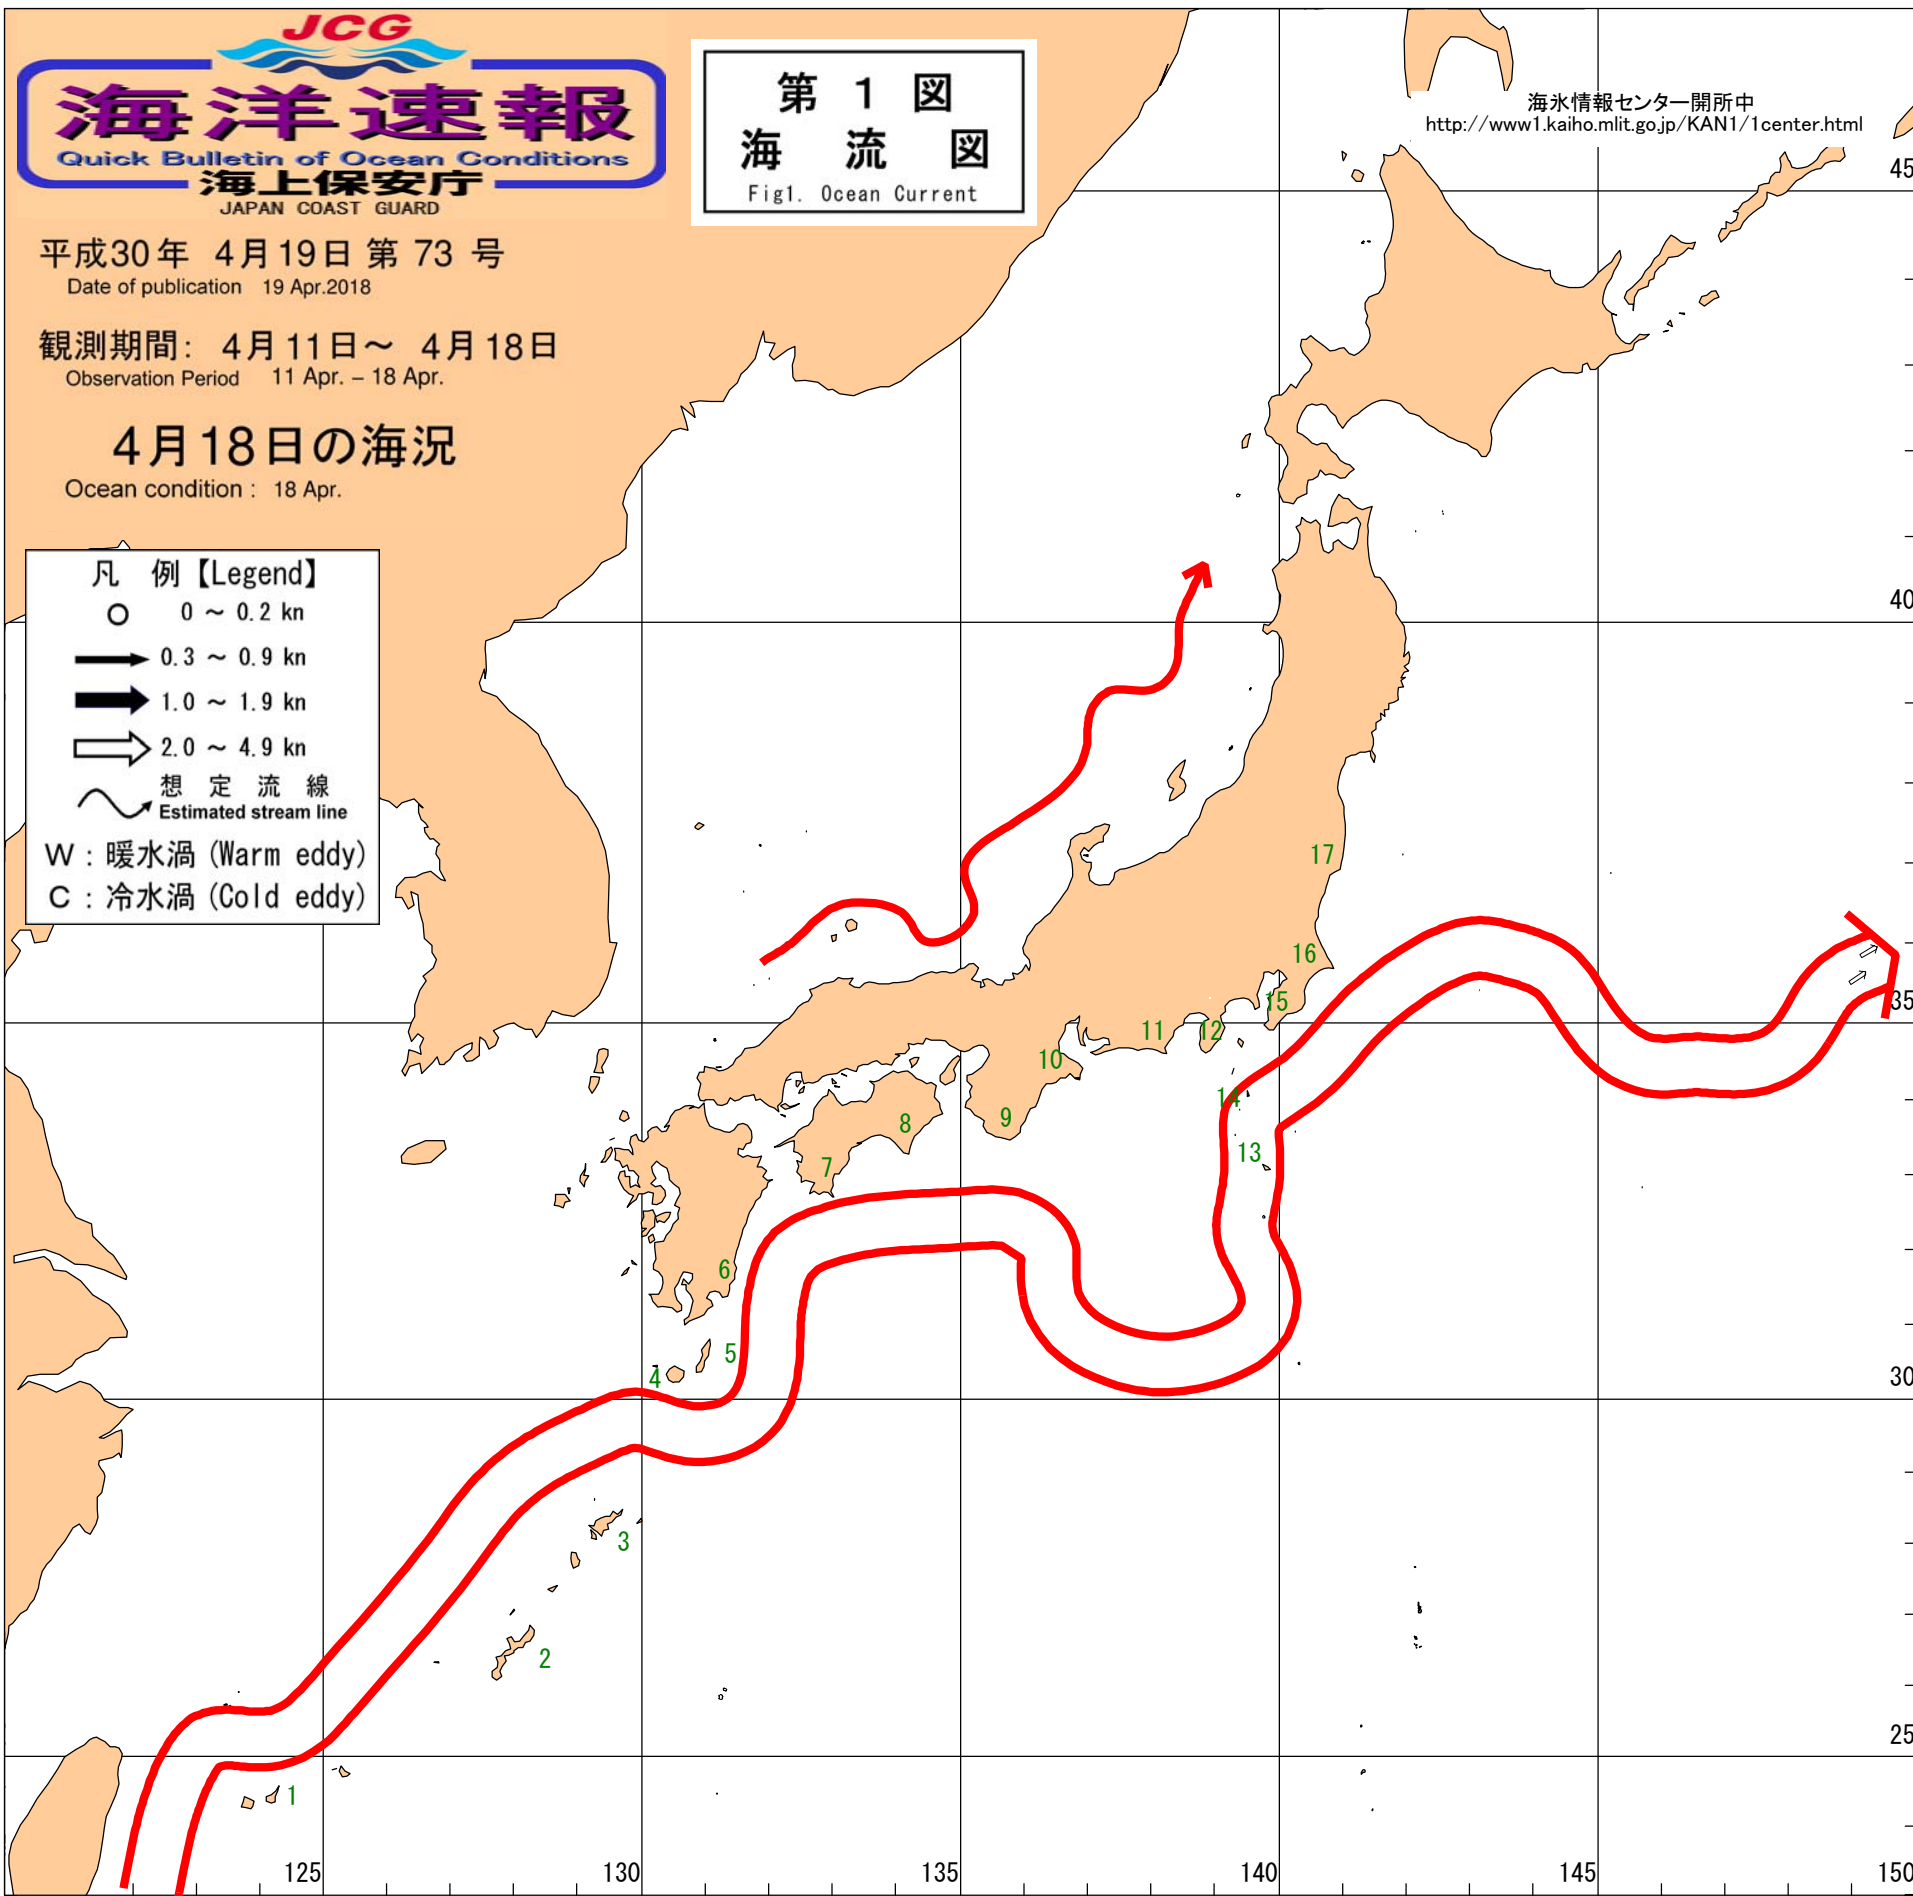 JCG
海洋速報
Quick Bulletin of Ocean Conditions
海上保安庁
JAPAN COAST GUARD
第 1 図
海 流 図
Fig1. Ocean Current
海氷情報センター開所中
http://www1.kaiho.mlit.go.jp/KAN1/1center.html
平成30年 4月19日 第 73 号
Date of publication 19 Apr.2018
観測期間: 4月11日～ 4月18日
Observation Period 11 Apr. – 18 Apr.
4月18日の海況
Ocean condition : 18 Apr.
凡 例【Legend】
0 ～ 0.2 kn
0.3 ～ 0.9 kn
1.0 ～ 1.9 kn
2.0 ～ 4.9 kn
想 定 流 線
Estimated stream line
W : 暖水渦 (Warm eddy)
C : 冷水渦 (Cold eddy)
45
40
17
16
15
35
11
12
10
14
8
9
13
7
6
5
4
30
3
2
25
1
125
130
135
140
145
150